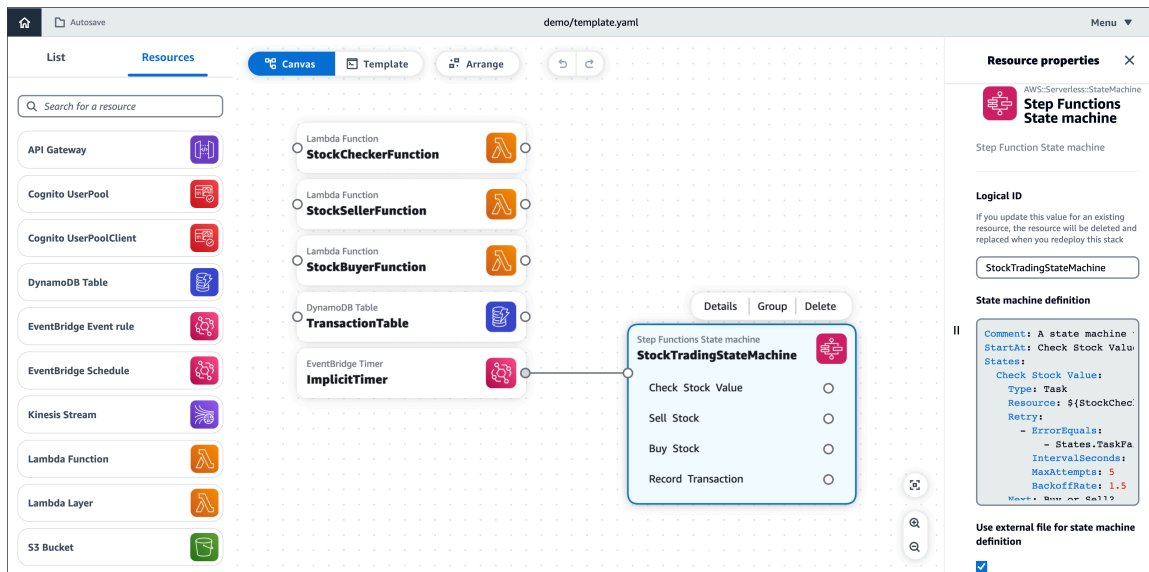 Autosave
demo/template.yaml
Menu
List
Resources
Search for a resource
API Gateway
Cognito UserPool
Cognito UserPoolClient
DynamoDB Table
EventBridge Event rule
EventBridge Schedule
Kinesis Stream
Lambda Function
Lambda Layer
S3 Bucket
Canvas
Template
Arrange
Lambda Function
StockCheckerFunction
Lambda Function
StockSellerFunction
Lambda Function
StockBuyerFunction
DynamoDB Table
TransactionTable
EventBridge Timer
ImplicitTimer
Details
Group
Delete
Step Functions State machine
StockTradingStateMachine
Check Stock Value
Sell Stock
Buy Stock
Record Transaction
Resource properties
AWS::Serverless::StateMachine
Step Functions
State machine
Step Function State machine
Logical ID
If you update this value for an existing
resource, the resource will be deleted and
replaced when you redeploy this stack
StockTradingStateMachine
State machine definition
Comment: A state machine
StartAt: Check Stock Valu
States:
Check Stock Value:
Type: Task
Resource: ${StockChec
Retry:
- ErrorEquals:
- States.TaskFa
IntervalSeconds:
MaxAttempts: 5
BackoffRate: 1.5
Next: Buy or Sell?
Use external file for state machine
definition